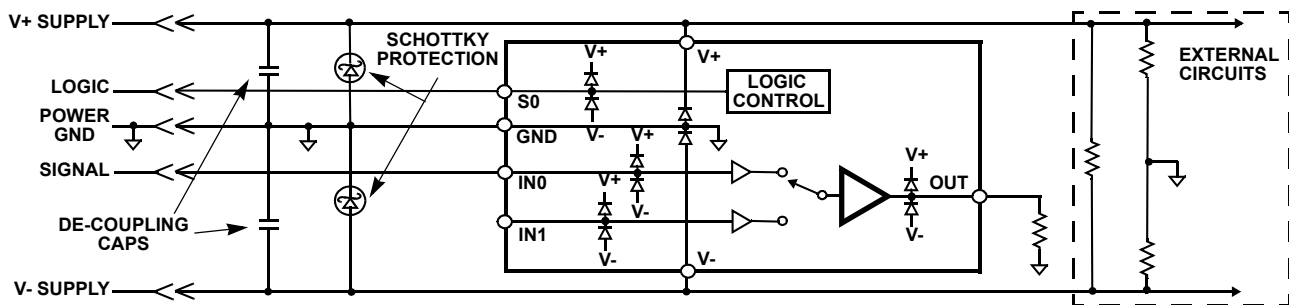 V+ SUPPLY
LOGIC
POWER
GND
SIGNAL
DE-COUPLING
CAPS
V- SUPPLY
SCHOTTKY
PROTECTION
V+
S0
V+
V-
LOGIC
CONTROL
GND
V+
IN0
V-
V+
IN1
V-
V+
OUT
V-
V-
EXTERNAL
CIRCUITS